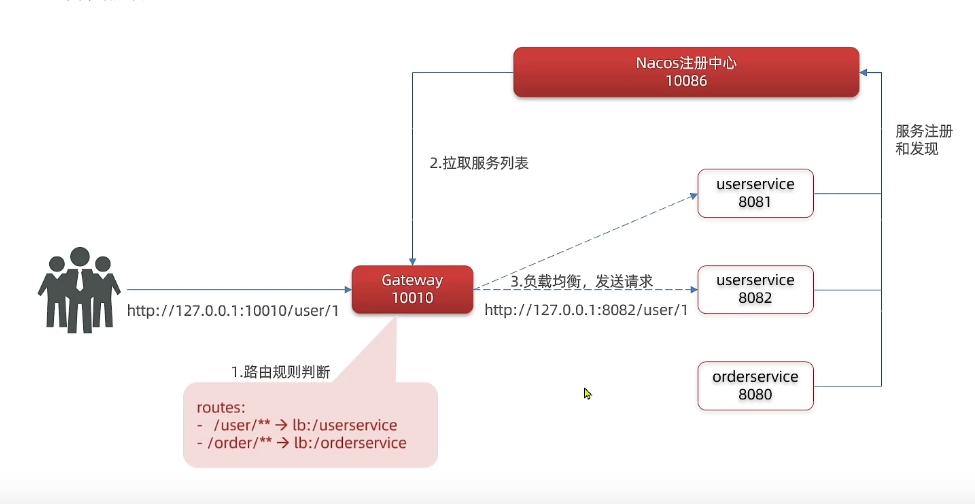 Nacos注册中心
10086
服务注册
和发现
2.拉取服务列表
userservice
8081
Gateway
10010
3.负载均衡，发送请求
userservice
8082
http://127.0.0.1:10010/user/1
http://127.0.0.1:8082/user/1
1.路由规则判断
orderservice
8080
routes:
- /user/** → lb:/userservice
- /order/** → lb:/orderservice